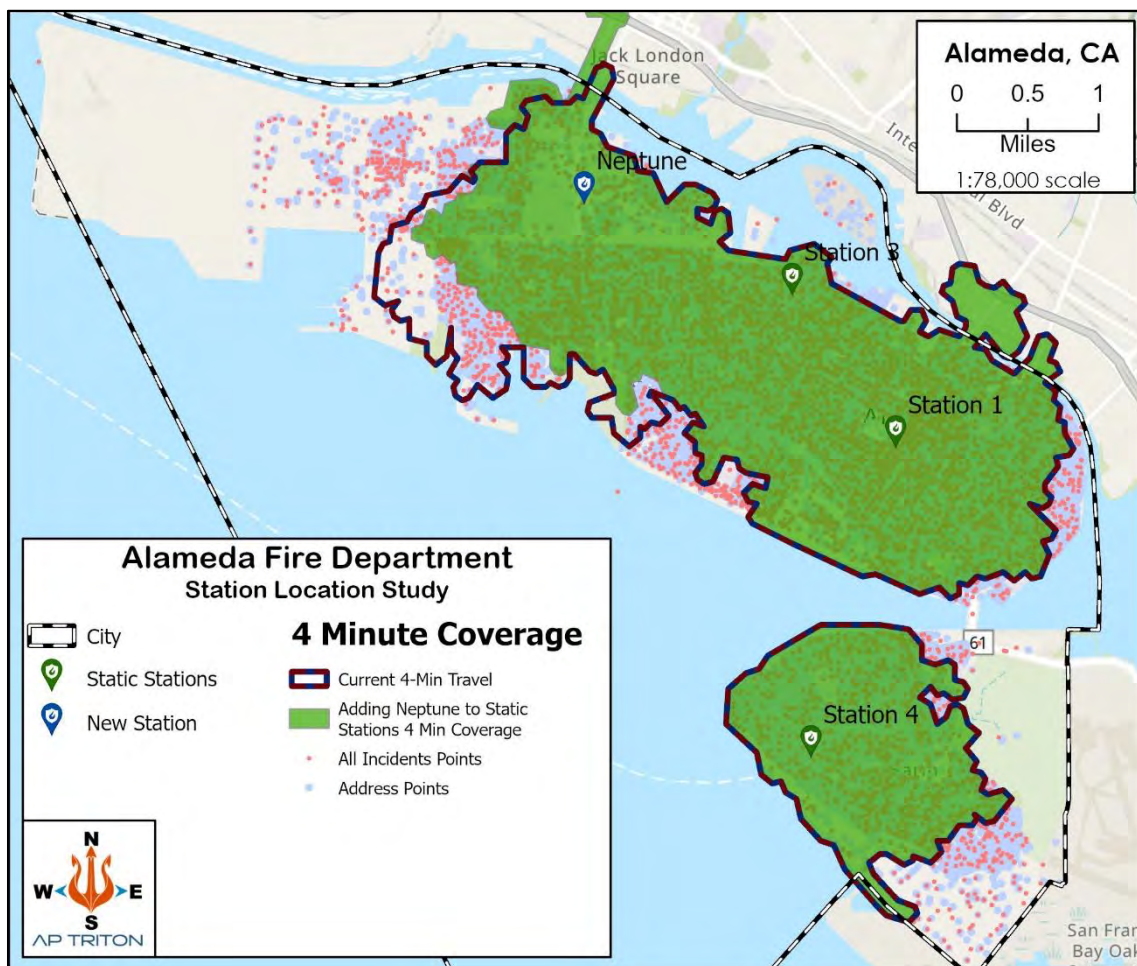 Jack London
Square
Alameda, CA
0 0.5 1
Miles
1:78,000 scale
Neptune
Station 3
Station 1
61
Station 4
San Fran
Bay Oak
Alameda Fire Department
Station Location Study
City
Static Stations
New Station
4 Minute Coverage
Current 4-Min Travel
Adding Neptune to Static
Stations 4 Min Coverage
All Incidents Points
Address Points
N
W E
S
AP TRITON